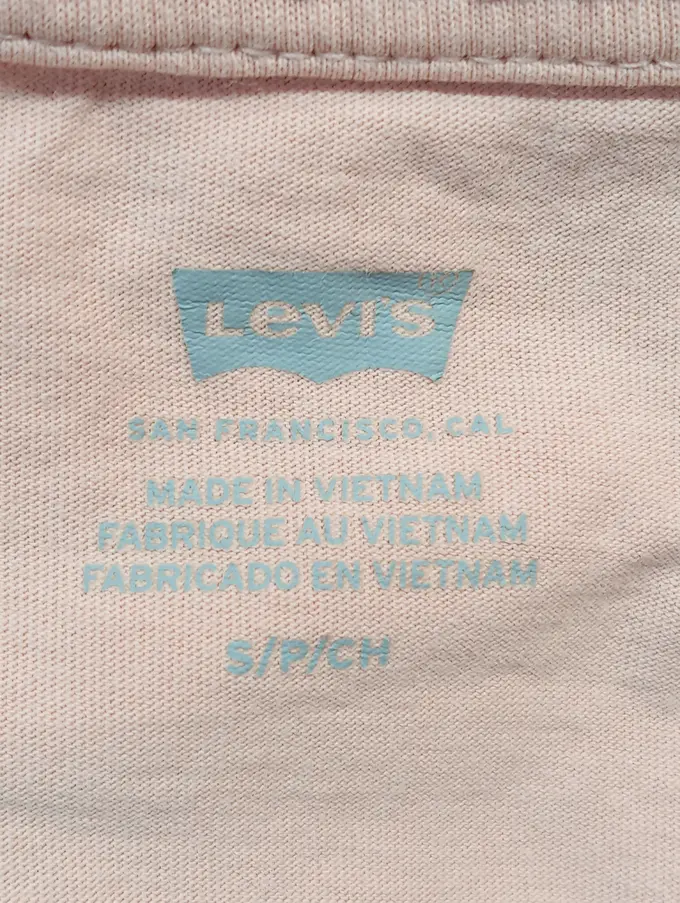 Levi's
SAN FRANCISCO, CAL
MADE IN VIETNAM
FABRIQUE AU VIETNAM
FABRICADO EN VIETNAM
S/P/CH